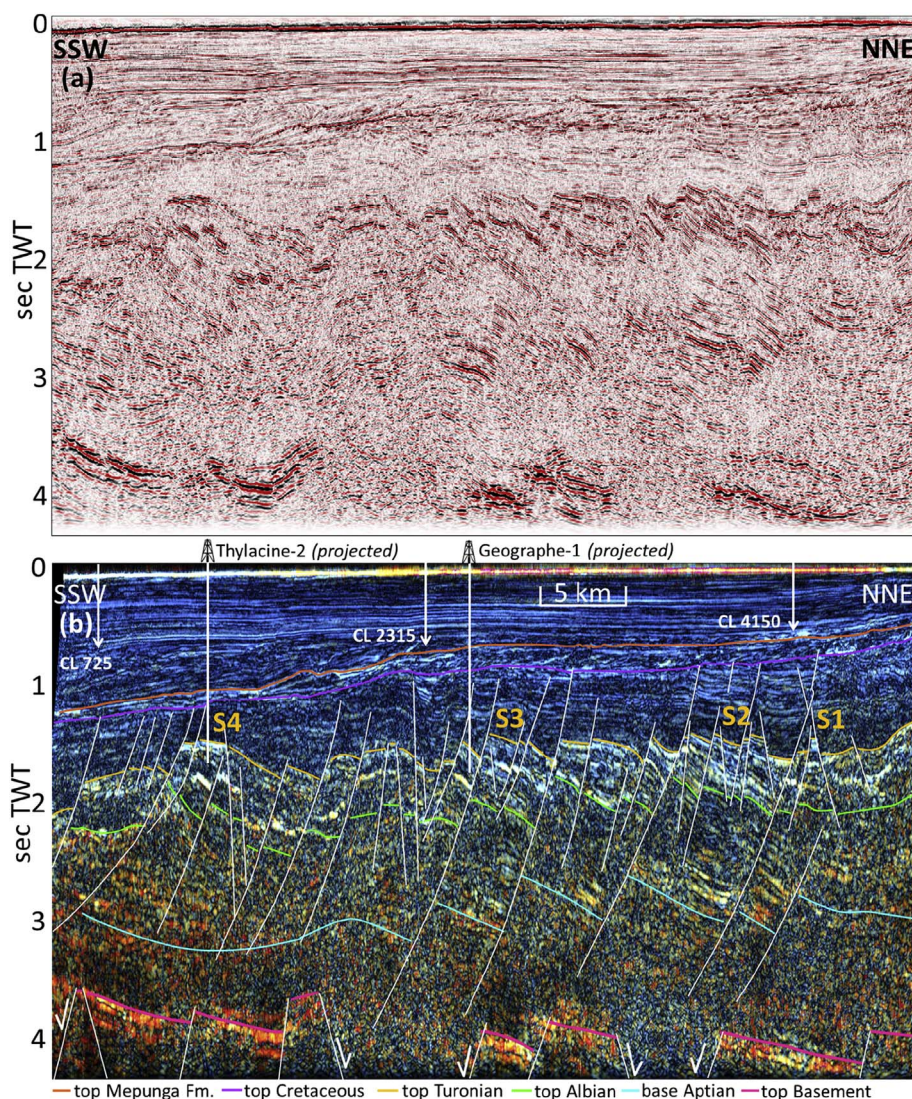 0
SSW
NNE
(a)
1
sec TWT
2
3
4
Thylacine-2 (projected)
Geographe-1 (projected)
0
SSW
5 km
NNE
(b)
CL 725
CL 2315
CL 4150
1
S4
S3
S2
S1
sec TWT
2
3
4
top Mepunga Fm.
top Cretaceous
top Turonian
top Albian
base Aptian
top Basement